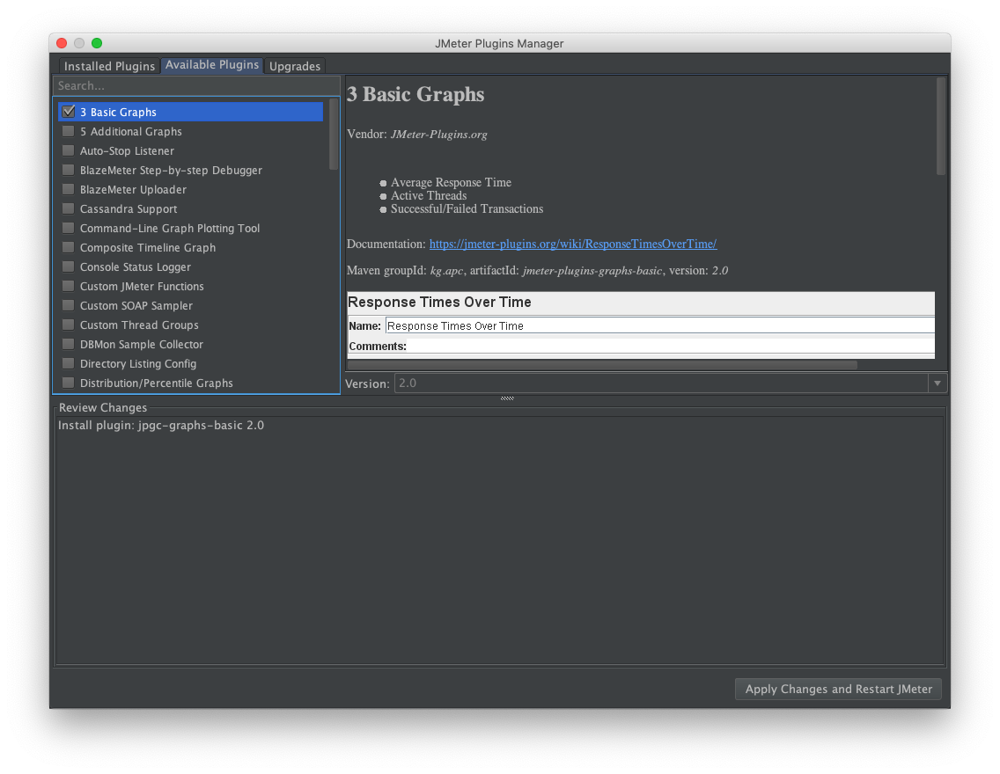 JMeter Plugins Manager
Installed Plugins
Available Plugins
Upgrades
Search...
3 Basic Graphs
5 Additional Graphs
Auto-Stop Listener
BlazeMeter Step-by-step Debugger
BlazeMeter Uploader
Cassandra Support
Command-Line Graph Plotting Tool
Composite Timeline Graph
Console Status Logger
Custom JMeter Functions
Custom SOAP Sampler
Custom Thread Groups
DBMon Sample Collector
Directory Listing Config
Distribution/Percentile Graphs
3 Basic Graphs
Vendor: JMeter-Plugins.org
Average Response Time
Active Threads
Successful/Failed Transactions
Documentation: https://jmeter-plugins.org/wiki/ResponseTimesOverTime/
Maven groupId: kg.apc, artifactId: jmeter-plugins-graphs-basic, version: 2.0
Response Times Over Time
Name: Response Times Over Time
Comments:
Version: 2.0
Review Changes
Install plugin: jpgc-graphs-basic 2.0
Apply Changes and Restart JMeter